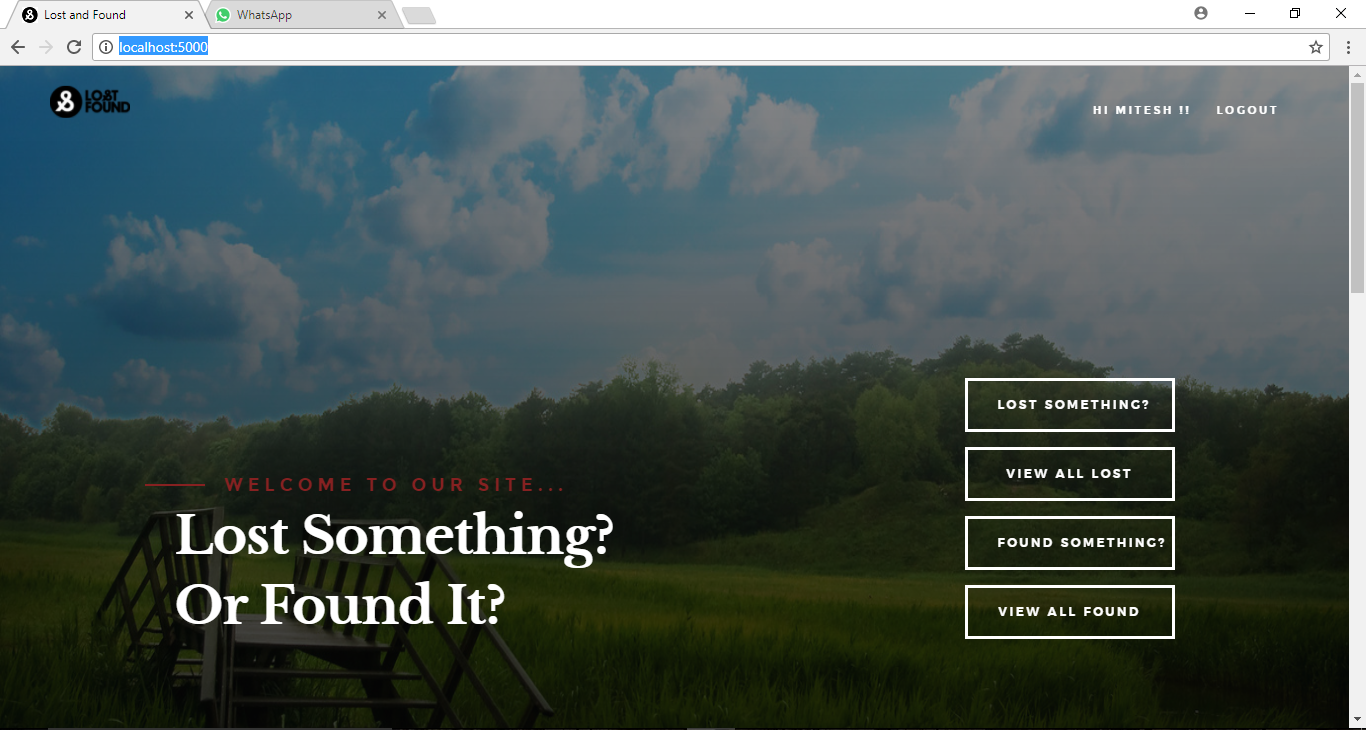 Lost and Found
WhatsApp
localhost:5000
LOST
FOUND
HI MITESH !!
LOGOUT
LOST SOMETHING?
VIEW ALL LOST
WELCOME TO OUR SITE...
Lost Something?
FOUND SOMETHING?
Or Found It?
VIEW ALL FOUND